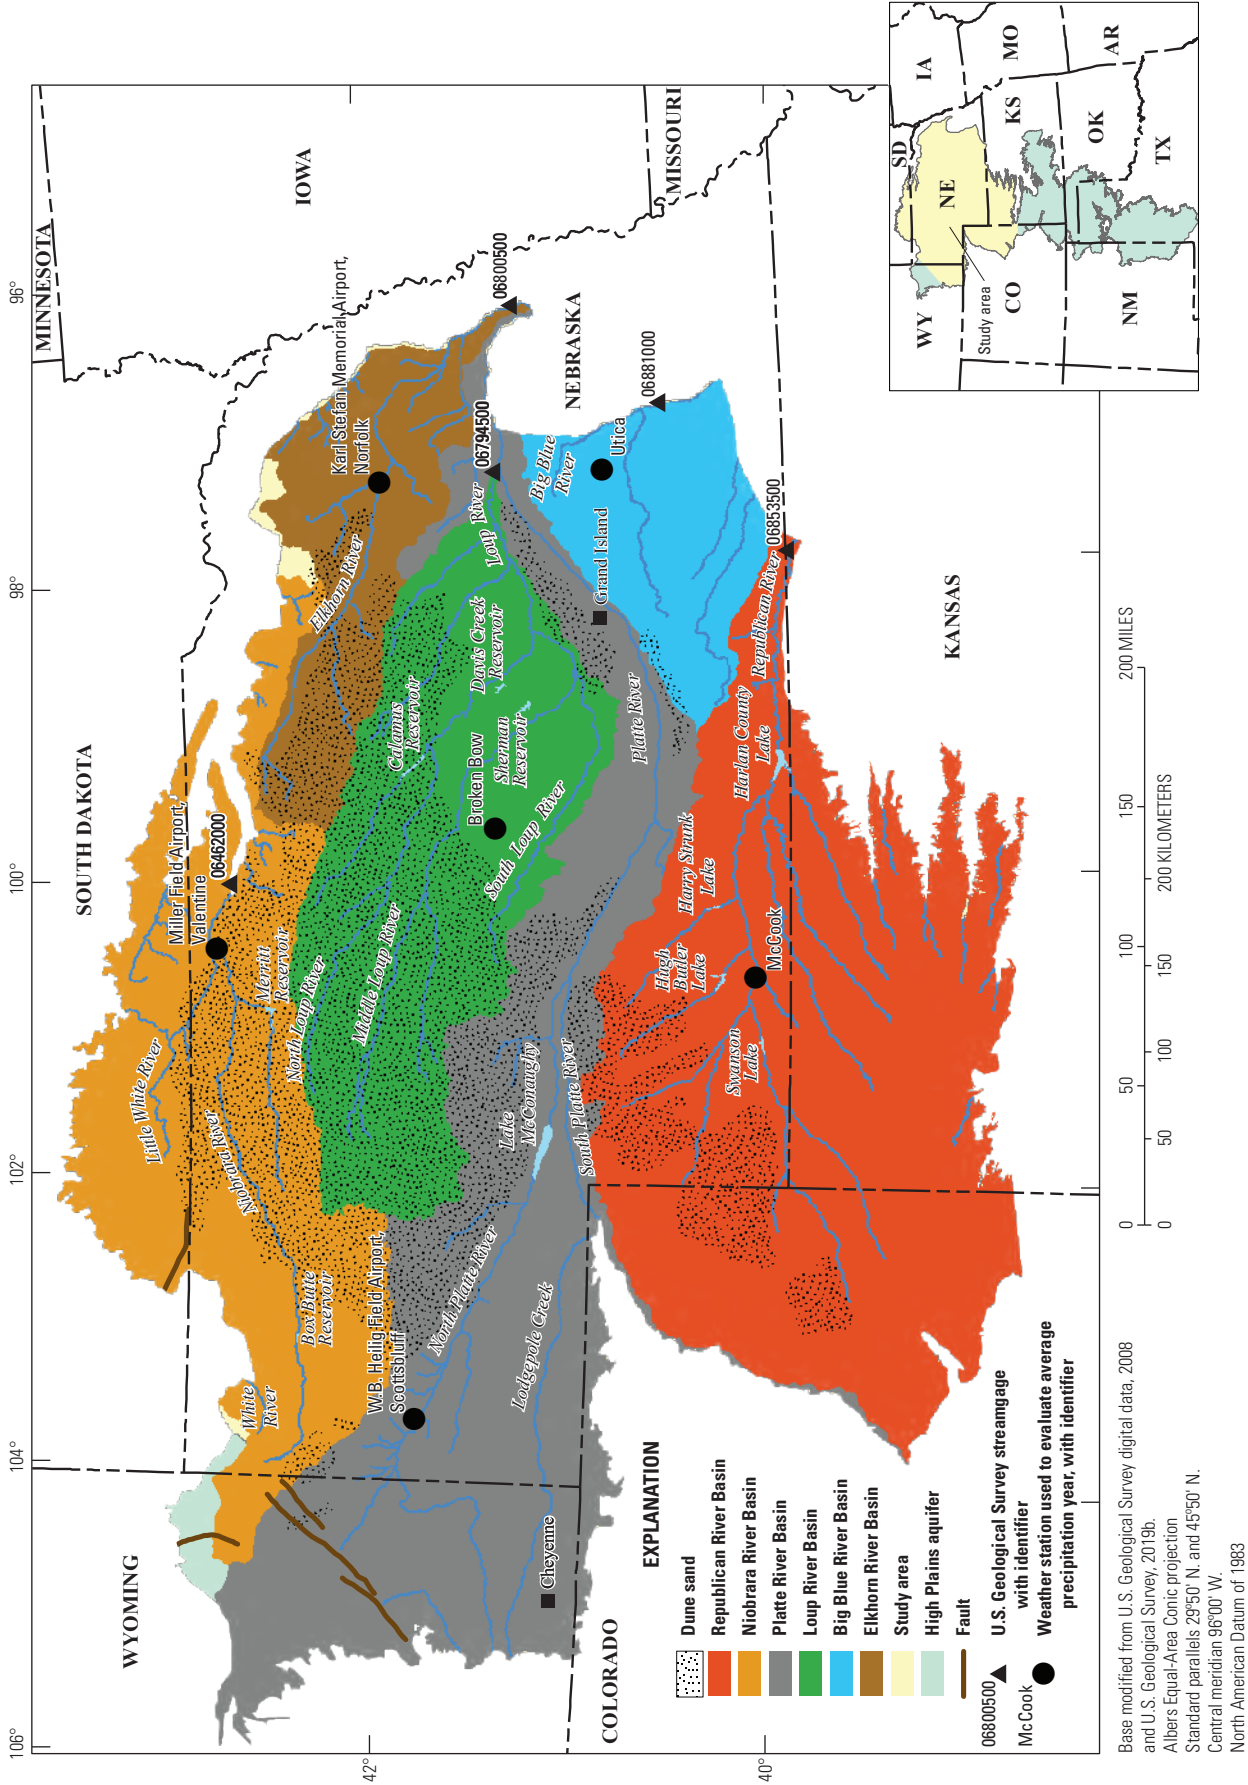 106°
104°
102°
100°
98°
96°
42°
40°
WYOMING
SOUTH DAKOTA
MINNESOTA
IOWA
MISSOURI
NEBRASKA
KANSAS
COLORADO
White
River
Box Butte
Reservoir
Niobrara River
Little White River
Miller Field Airport,
Valentine
06462000
Merritt
Reservoir
North Loup River
Middle Loup River
Calamus
Reservoir
Elkhorn River
Karl Stefan Memorial Airport,
Norfolk
06800500
W.B. Heilig Field Airport,
Scottsbluff
North Platte River
Lodgepole Creek
Cheyenne
Lake
McConaughy
South Platte River
South Loup River
Broken Bow
Sherman
Reservoir
Davis Creek
Reservoir
Loup River
06794500
Big Blue
River
Utica
06881000
Grand Island
Platte River
Hugh
Butler
Lake
Harry Strunk
Lake
Harlan County
Lake
Republican River
06853500
Swanson
Lake
McCook
EXPLANATION
Dune sand
Republican River Basin
Niobrara River Basin
Platte River Basin
Loup River Basin
Big Blue River Basin
Elkhorn River Basin
Study area
High Plains aquifer
Fault
06800500
U.S. Geological Survey streamgage
with identifier
McCook
Weather station used to evaluate average
precipitation year, with identifier
0 50 100 150 200 MILES
0 50 100 150 200 KILOMETERS
WY
SD
IA
NE
CO
KS
MO
NM
OK
AR
TX
Study area
Base modified from U.S. Geological Survey digital data, 2008
and U.S. Geological Survey, 2019b.
Albers Equal-Area Conic projection
Standard parallels 29°50' N. and 45°50' N.
Central meridian 96°00' W.
North American Datum of 1983